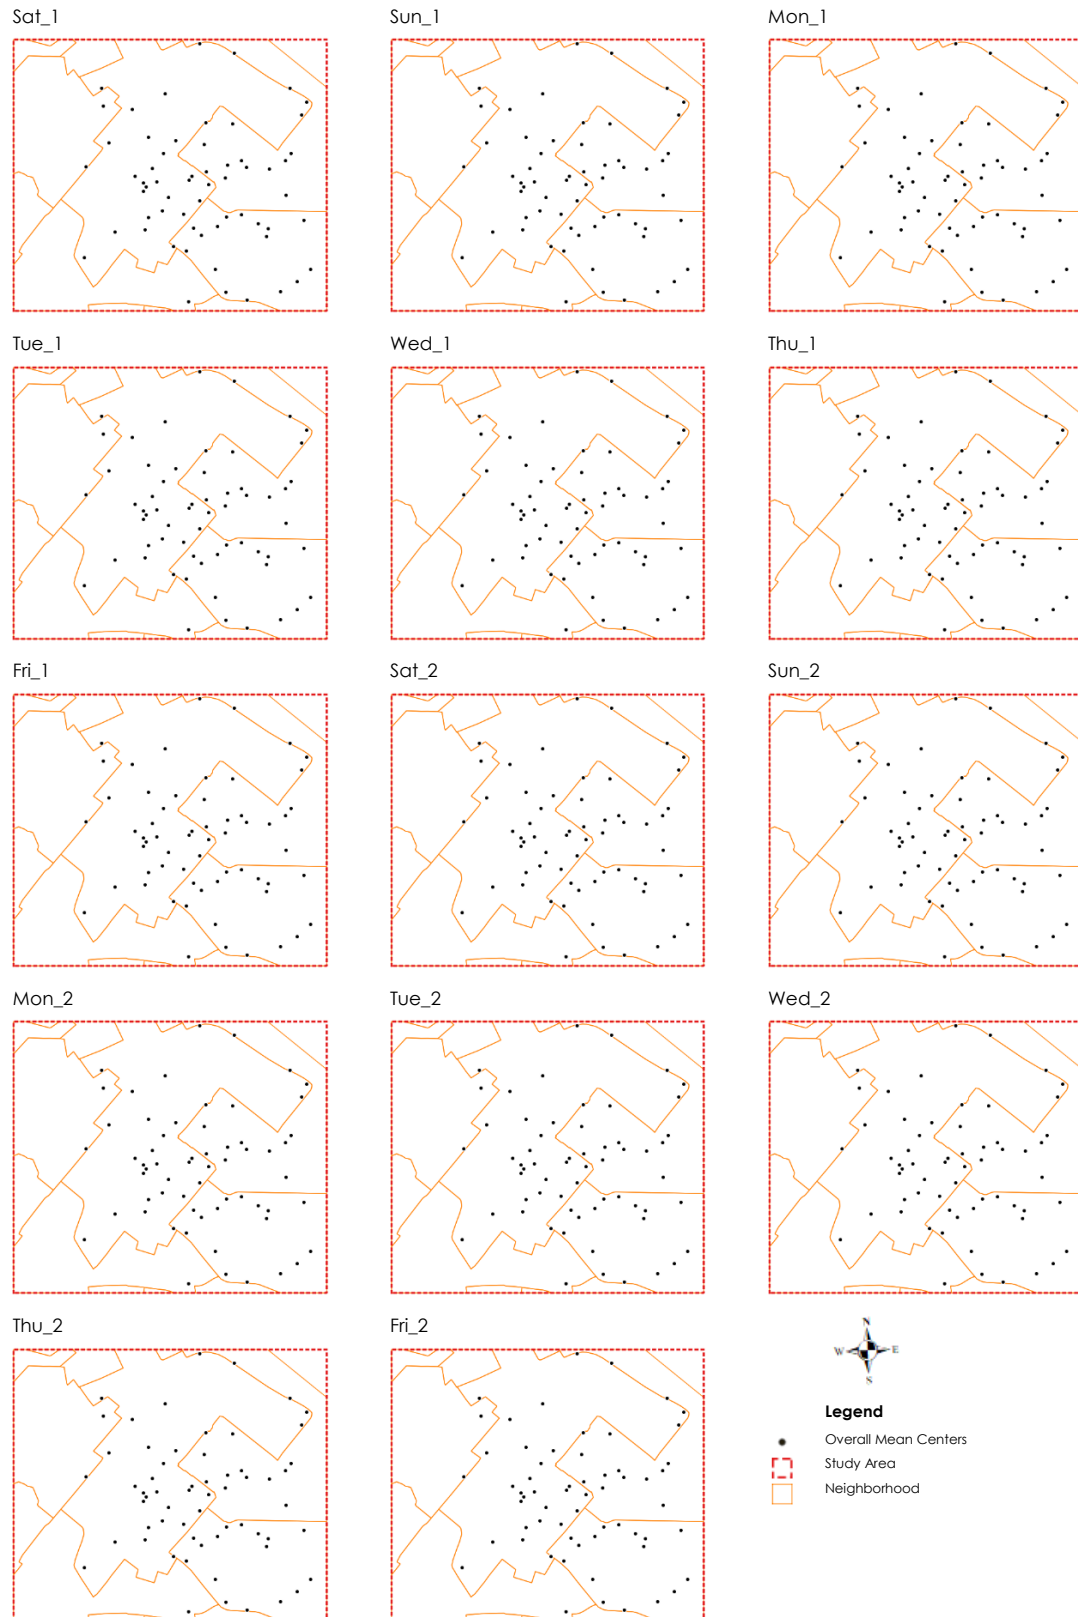 Sat_1
Sun_1
Mon_1
Tue_1
Wed_1
Thu_1
Fri_1
Sat_2
Sun_2
Mon_2
Tue_2
Wed_2
Thu_2
Fri_2
N
W E
S
Legend
Overall Mean Centers
Study Area
Neighborhood